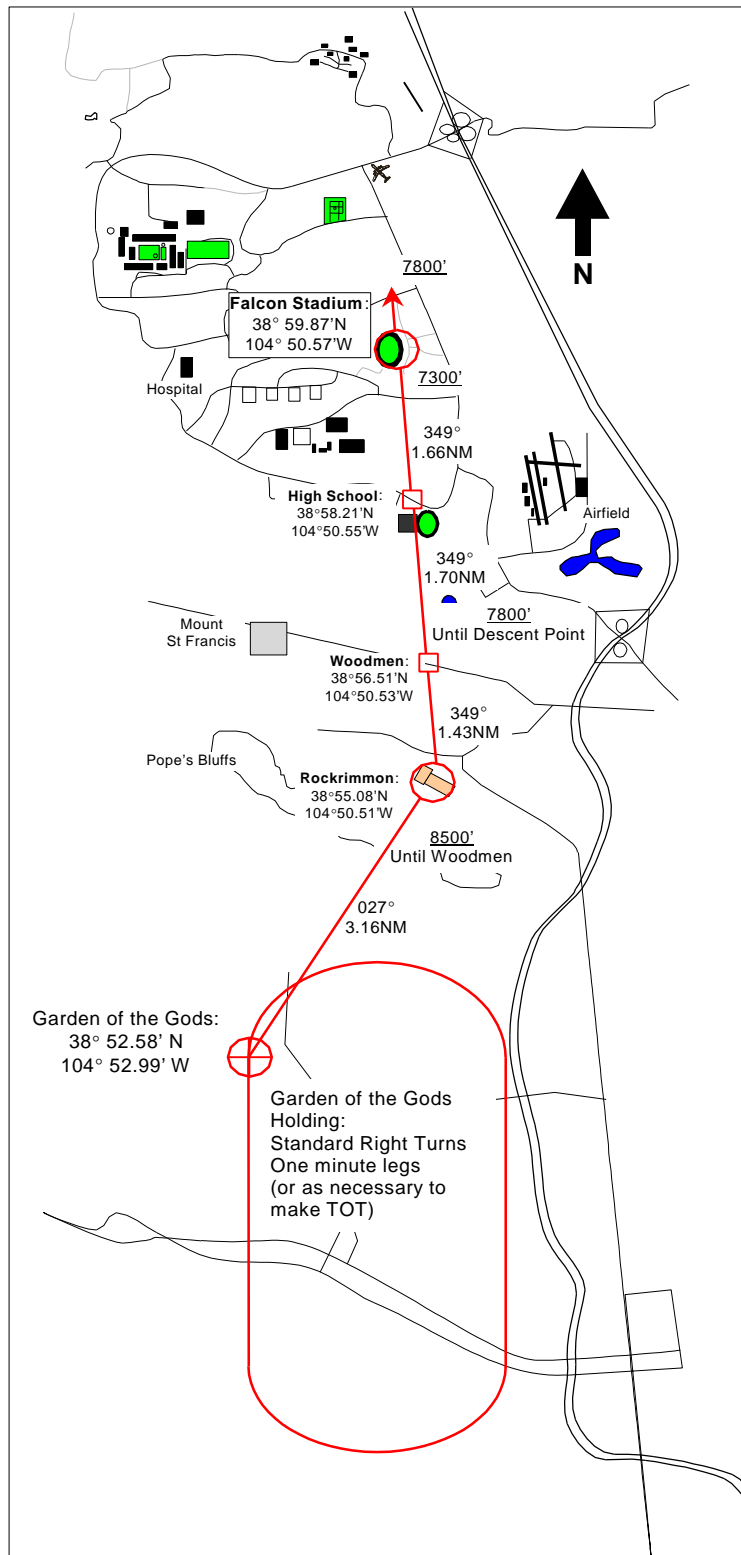 N
7800'
Falcon Stadium:
38° 59.87'N
104° 50.57'W
Hospital
7300'
349°
1.66NM
High School:
38°58.21'N
104°50.55'W
Airfield
349°
1.70NM
7800'
Until Descent Point
Mount
St Francis
Woodmen:
38°56.51'N
104°50.53'W
349°
1.43NM
Pope's Bluffs
Rockrimmon:
38°55.08'N
104°50.51'W
8500'
Until Woodmen
027°
3.16NM
Garden of the Gods:
38° 52.58' N
104° 52.99' W
Garden of the Gods
Holding:
Standard Right Turns
One minute legs
(or as necessary to
make TOT)